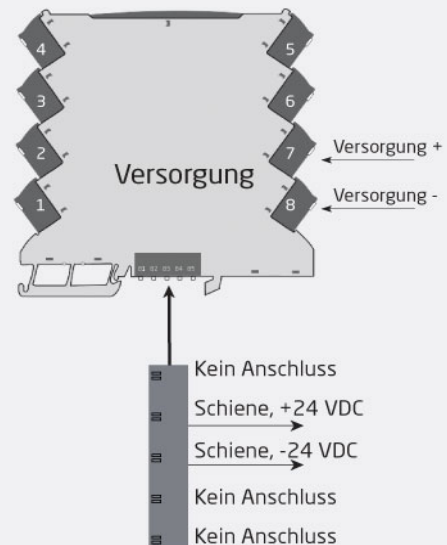 4
5
3
6
2
7
Versorgung +
Versorgung
1
8
Versorgung -
Kein Anschluss
Schiene, +24 VDC
Schiene, -24 VDC
Kein Anschluss
Kein Anschluss